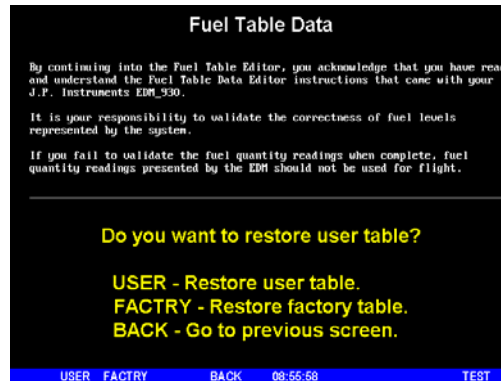 Fuel Table Data
By continuing into the Fuel Table Editor, you acknowledge that you have rea
and understand the Fuel Table Data Editor instructions that came with your
J.P. Instruments EDM_930.
It is your responsibility to validate the correctness of fuel levels
represented by the system.
If you fail to validate the fuel quantity readings when complete, fuel
quantity readings presented by the EDM should not be used for flight.
Do you want to restore user table?
USER - Restore user table.
FACTRY - Restore factory table.
BACK - Go to previous screen.
USER FACTRY BACK 08:55:58 TEST